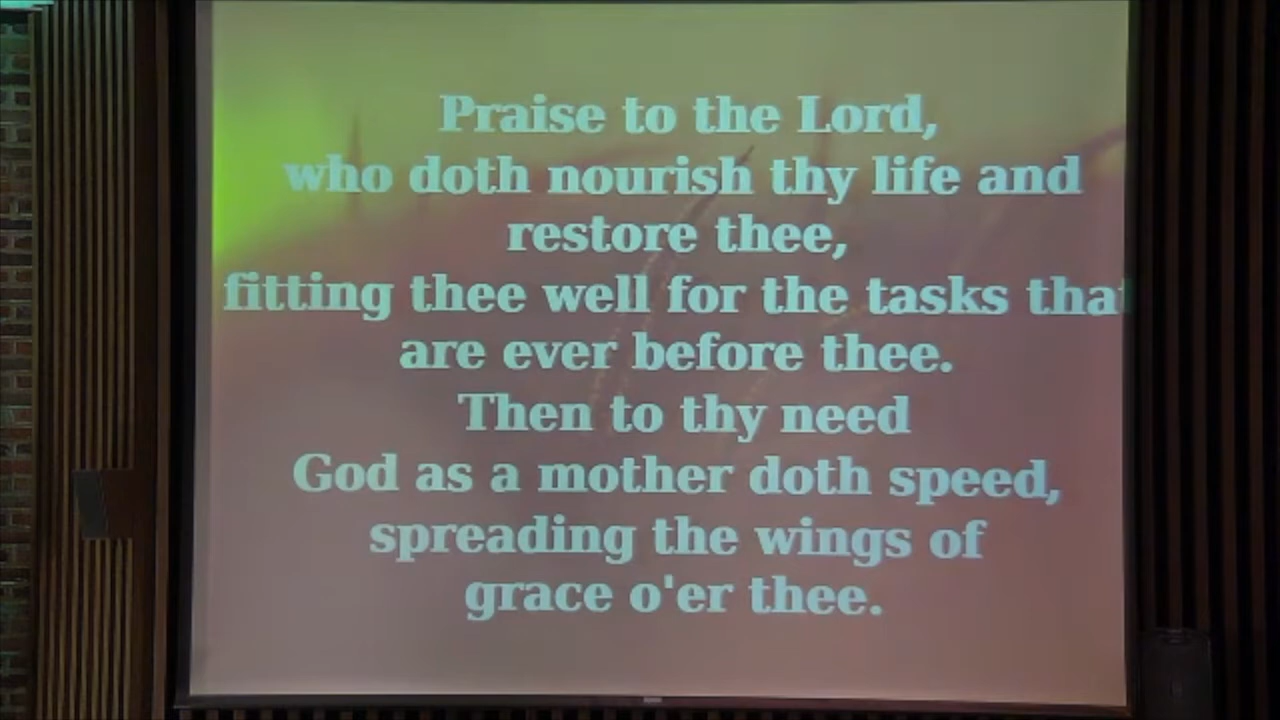 Praise to the Lord,
who doth nourish thy life and
restore thee,
fitting thee well for the tasks that
are ever before thee.
Then to thy need
God as a mother doth speed,
spreading the wings of
grace o'er thee.